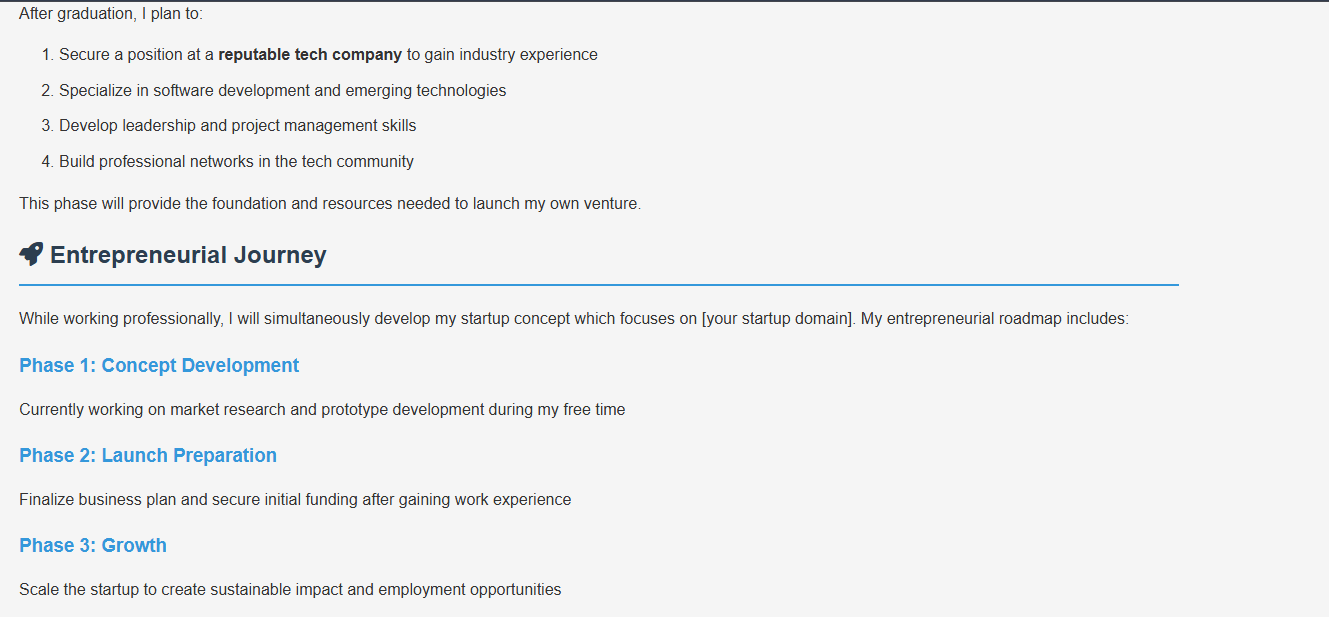 After graduation, I plan to:
1. Secure a position at a reputable tech company to gain industry experience
2. Specialize in software development and emerging technologies
3. Develop leadership and project management skills
4. Build professional networks in the tech community
This phase will provide the foundation and resources needed to launch my own venture.
Entrepreneurial Journey
While working professionally, I will simultaneously develop my startup concept which focuses on [your startup domain]. My entrepreneurial roadmap includes:
Phase 1: Concept Development
Currently working on market research and prototype development during my free time
Phase 2: Launch Preparation
Finalize business plan and secure initial funding after gaining work experience
Phase 3: Growth
Scale the startup to create sustainable impact and employment opportunities